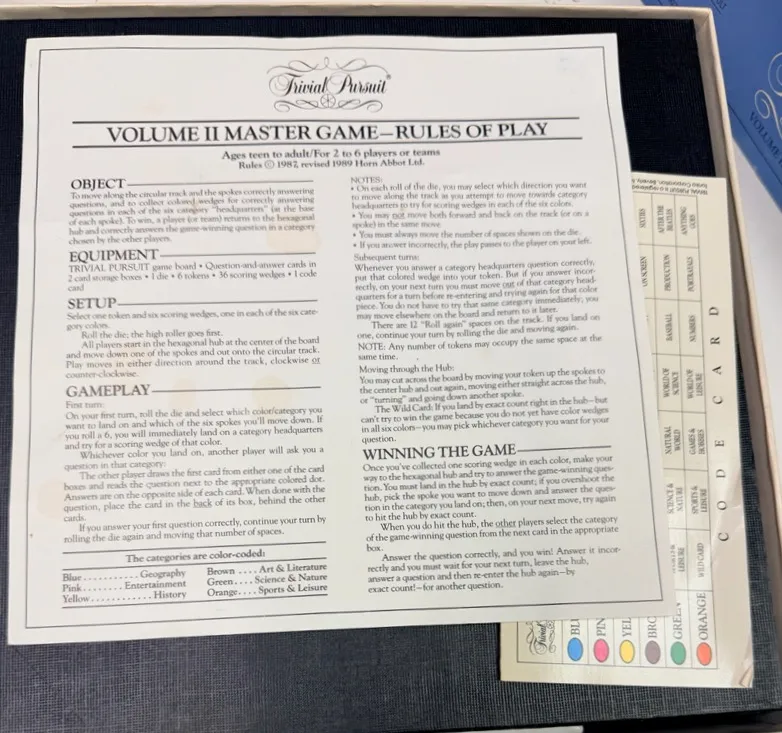 Trivial Pursuit®
VOLUME II MASTER GAME—RULES OF PLAY
Ages teen to adult/For 2 to 6 players or teams
Rules © 1987, revised 1989 Horn Abbot Ltd.
OBJECT
To move along the circular track and the spokes correctly answering
questions, and to collect colored wedges for correctly answering
questions in each of the six category "headquarters" (at the base
of each spoke). To win, a player (or team) returns to the hexagonal
hub and correctly answers the game-winning question in a category
chosen by the other players.
EQUIPMENT
TRIVIAL PURSUIT game board • Question-and-answer cards in
2 card storage boxes • 1 die • 6 tokens • 36 scoring wedges • 1 code
card
SETUP
Select one token and six scoring wedges, one in each of the six cate-
gory colors.
Roll the die; the high roller goes first.
All players start in the hexagonal hub at the center of the board
and move down one of the spokes and out onto the circular track.
Play moves in either direction around the track, clockwise or
counter-clockwise.
GAMEPLAY
First turn:
On your first turn, roll the die and select which color/category you
want to land on and which of the six spokes you'll move down. If
you roll a 6, you will immediately land on a category headquarters
and try for a scoring wedge of that color.
Whichever color you land on, another player will ask you a
question in that category:
The other player draws the first card from either one of the card
boxes and reads the question next to the appropriate colored dot.
Answers are on the opposite side of each card. When done with the
question, place the card in the back of its box, behind the other
cards.
If you answer your first question correctly, continue your turn by
rolling the die again and moving that number of spaces.
The categories are color-coded:
Blue.......... Geography
Pink......... Entertainment
Yellow............ History
Brown .... Art & Literature
Green.... Science & Nature
Orange.... Sports & Leisure
NOTES:
• On each roll of the die, you may select which direction you want
to move along the track as you attempt to move towards category
headquarters to try for scoring wedges in each of the six colors.
• You may not move both forward and back on the track (or on a
spoke) in the same move.
• You must always move the number of spaces shown on the die.
• If you answer incorrectly, the play passes to the player on your left.
Subsequent turns:
Whenever you answer a category headquarters question correctly,
put that colored wedge into your token. But if you answer incor-
rectly, on your next turn you must move out of that category head-
quarters for a turn before re-entering and trying again for that color
piece. You do not have to try that same category immediately; you
may move elsewhere on the board and return to it later.
There are 12 "Roll again" spaces on the track. If you land on
one, continue your turn by rolling the die and moving again.
NOTE: Any number of tokens may occupy the same space at the
same time.
Moving through the Hub:
You may cut across the board by moving your token up the spokes to
the center hub and out again, moving either straight across the hub,
or "turning" and going down another spoke.
The Wild Card: If you land by exact count right in the hub—but
can't try to win the game because you do not yet have color wedges
in all six colors—you may pick whichever category you want for your
question.
WINNING THE GAME
Once you've collected one scoring wedge in each color, make your
way to the hexagonal hub and try to answer the game-winning ques-
tion. You must land in the hub by exact count; if you overshoot the
hub, pick the spoke you want to move down and answer the ques-
tion in the category you land on; then, on your next move, try again
to hit the hub by exact count.
When you do hit the hub, the other players select the category
of the game-winning question from the next card in the appropriate
box.
Answer the question correctly, and you win! Answer it incor-
rectly and you must wait for your next turn, leave the hub,
answer a question and then re-enter the hub again—by
exact count!—for another question.
CODE CARD
Trivial
BLU
PIN
YEL
BRO
GREEN
ORANGE
LEISURE
WILD CARD
SCIENCE & NATURE
SPORTS & LEISURE
NATURAL WORLD
GAMES & HOBBIES
WORLD OF SCIENCE
WORLD OF LEISURE
BASEBALL
NUMBERS
ON SCREEN
PRODUCTION
PORTRAYALS
SIXTIES
AFTER THE BEATLES
ANYTHING GOES
VOLUME